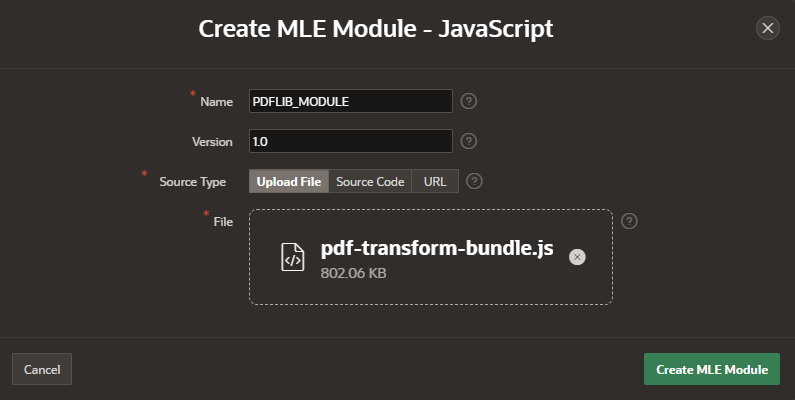 Create MLE Module - JavaScript
* Name PDFLIB_MODULE ?
Version 1.0 ?
* Source Type Upload File Source Code URL ?
* File ?
</> pdf-transform-bundle.js
802.06 KB
Cancel Create MLE Module